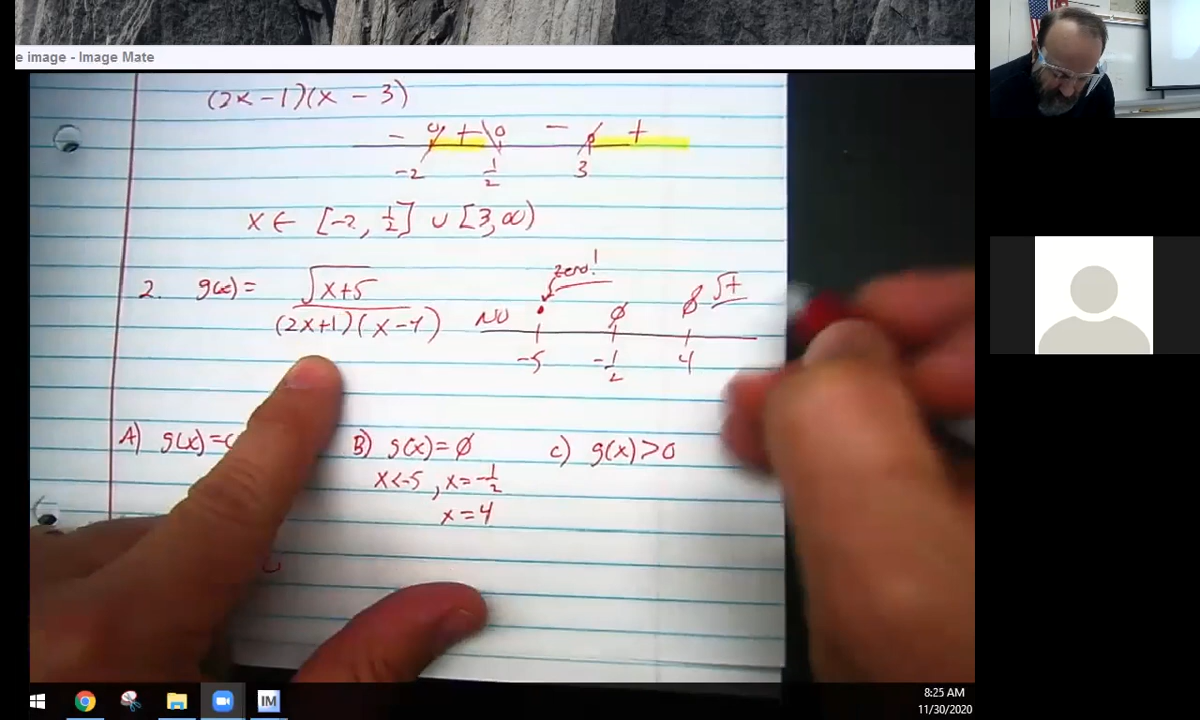 e image - Image Mate
(2x-1)(x-3)
- 0 + 0 - ∅ +
-2 1/2 3
x ∈ [-2, 1/2] ∪ [3, ∞)
2. g(x) = √x+5 / (2x+1)(x-4)
zero!
NO ∅ ∅ √+
-5 -1/2 4
A) g(x)=0 B) g(x)=∅ C) g(x)>0
x<-5, x=-1/2
x=4
IM
8:25 AM
11/30/2020